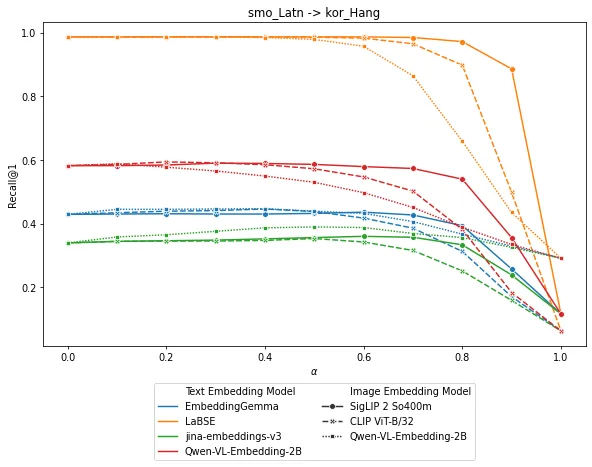 smo_Latn -> kor_Hang
Recall@1
1.0
0.8
0.6
0.4
0.2
0.0 0.2 0.4 0.6 0.8 1.0
α
Text Embedding Model Image Embedding Model
EmbeddingGemma SigLIP 2 So400m
LaBSE CLIP ViT-B/32
jina-embeddings-v3 Qwen-VL-Embedding-2B
Qwen-VL-Embedding-2B